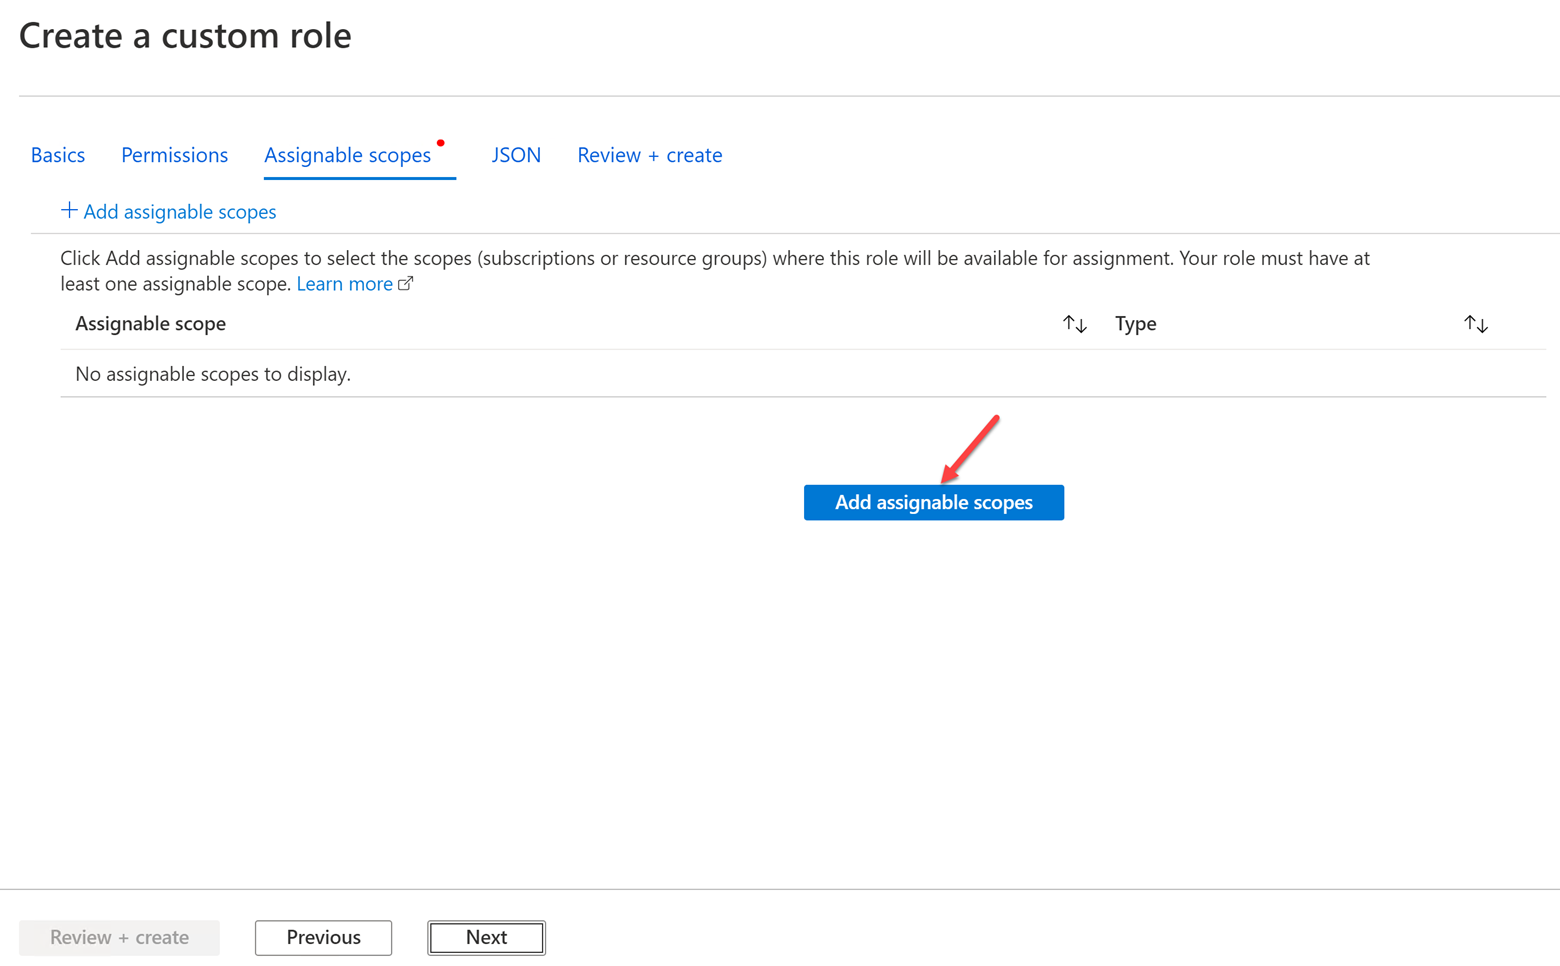 Create a custom role
Basics Permissions Assignable scopes JSON Review + create
+ Add assignable scopes
Click Add assignable scopes to select the scopes (subscriptions or resource groups) where this role will be available for assignment. Your role must have at
least one assignable scope. Learn more
Assignable scope Type
No assignable scopes to display.
Add assignable scopes
Review + create Previous Next